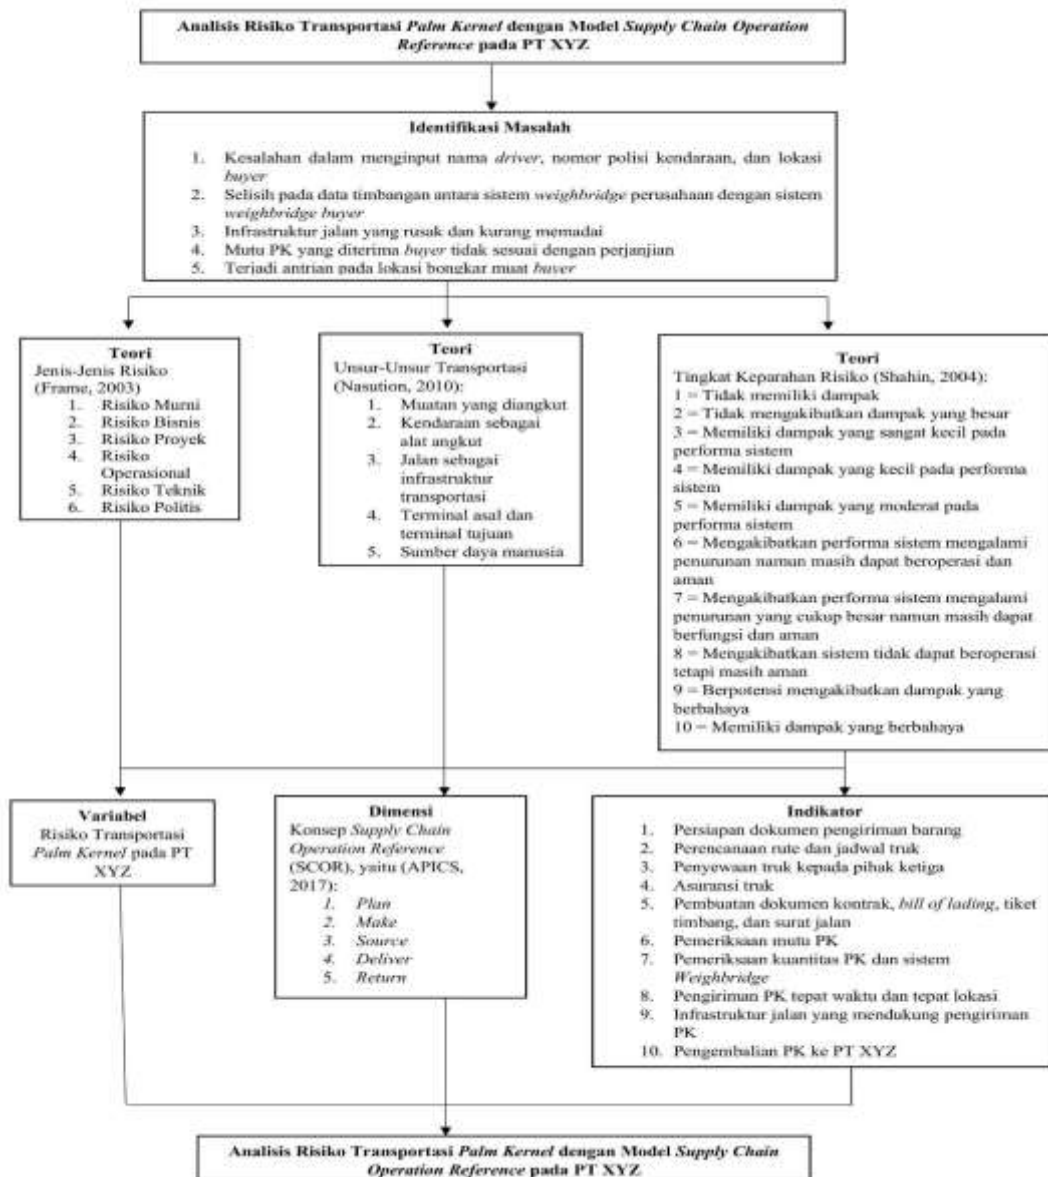 Analisis Risiko Transportasi Palm Kernel dengan Model Supply Chain Operation
Reference pada PT XYZ
Identifikasi Masalah
1. Kesalahan dalam menginput nama driver, nomor polisi kendaraan, dan lokasi
buyer
2. Selisih pada data timbangan antara sistem weighbridge perusahaan dengan sistem
weighbridge buyer
3. Infrastruktur jalan yang rusak dan kurang memadai
4. Mutu PK yang diterima buyer tidak sesuai dengan perjanjian
5. Terjadi antrian pada lokasi bongkar muat buyer
Teori
Jenis-Jenis Risiko
(Frame, 2003)
1. Risiko Murni
2. Risiko Bisnis
3. Risiko Proyek
4. Risiko
Operasional
5. Risiko Teknik
6. Risiko Politis
Teori
Unsur-Unsur Transportasi
(Nasution, 2010):
1. Muatan yang diangkut
2. Kendaraan sebagai
alat angkut
3. Jalan sebagai
infrastruktur
transportasi
4. Terminal asal dan
terminal tujuan
5. Sumber daya manusia
Teori
Tingkat Keparahan Risiko (Shahin, 2004):
1 = Tidak memiliki dampak
2 = Tidak mengakibatkan dampak yang besar
3 = Memiliki dampak yang sangat kecil pada
performa sistem
4 = Memiliki dampak yang kecil pada performa
sistem
5 = Memiliki dampak yang moderat pada
performa sistem
6 = Mengakibatkan performa sistem mengalami
penurunan namun masih dapat beroperasi dan
aman
7 = Mengakibatkan performa sistem mengalami
penurunan yang cukup besar namun masih dapat
berfungsi dan aman
8 = Mengakibatkan sistem tidak dapat beroperasi
tetapi masih aman
9 = Berpotensi mengakibatkan dampak yang
berbahaya
10 = Memiliki dampak yang berbahaya
Variabel
Risiko Transportasi
Palm Kernel pada PT
XYZ
Dimensi
Konsep Supply Chain
Operation Reference
(SCOR), yaitu (APICS,
2017):
1. Plan
2. Make
3. Source
4. Deliver
5. Return
Indikator
1. Persiapan dokumen pengiriman barang
2. Perencanaan rute dan jadwal truk
3. Penyewaan truk kepada pihak ketiga
4. Asuransi truk
5. Pembuatan dokumen kontrak, bill of lading, tiket
timbang, dan surat jalan
6. Pemeriksaan mutu PK
7. Pemeriksaan kuantitas PK dan sistem
Weighbridge
8. Pengiriman PK tepat waktu dan tepat lokasi
9. Infrastruktur jalan yang mendukung pengiriman
PK
10. Pengembalian PK ke PT XYZ
Analisis Risiko Transportasi Palm Kernel dengan Model Supply Chain
Operation Reference pada PT XYZ